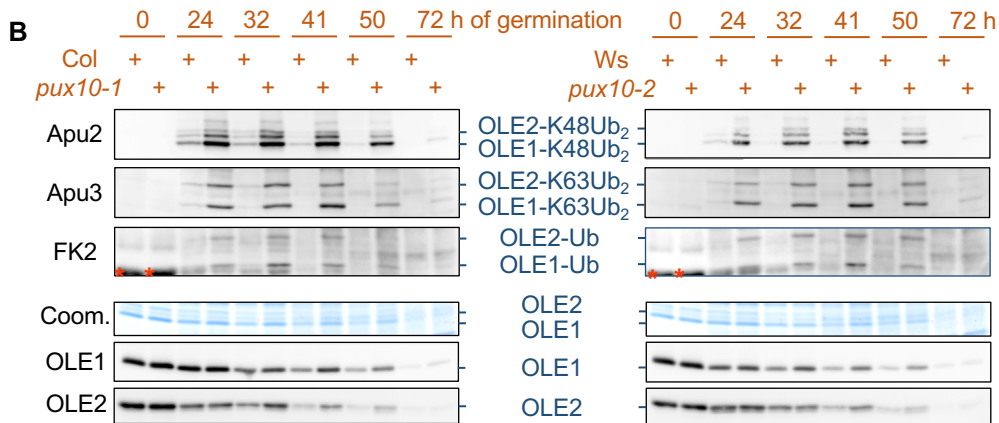 B
0 24 32 41 50 72 h of germination 0 24 32 41 50 72 h
Col + + + + + + Ws + + + + + +
pux10-1 + + + + + + pux10-2 + + + + + +
Apu2 OLE2-K48Ub₂
OLE1-K48Ub₂
Apu3 OLE2-K63Ub₂
OLE1-K63Ub₂
FK2 OLE2-Ub
OLE1-Ub
* * * *
Coom. OLE2
OLE1
OLE1 OLE1
OLE2 OLE2